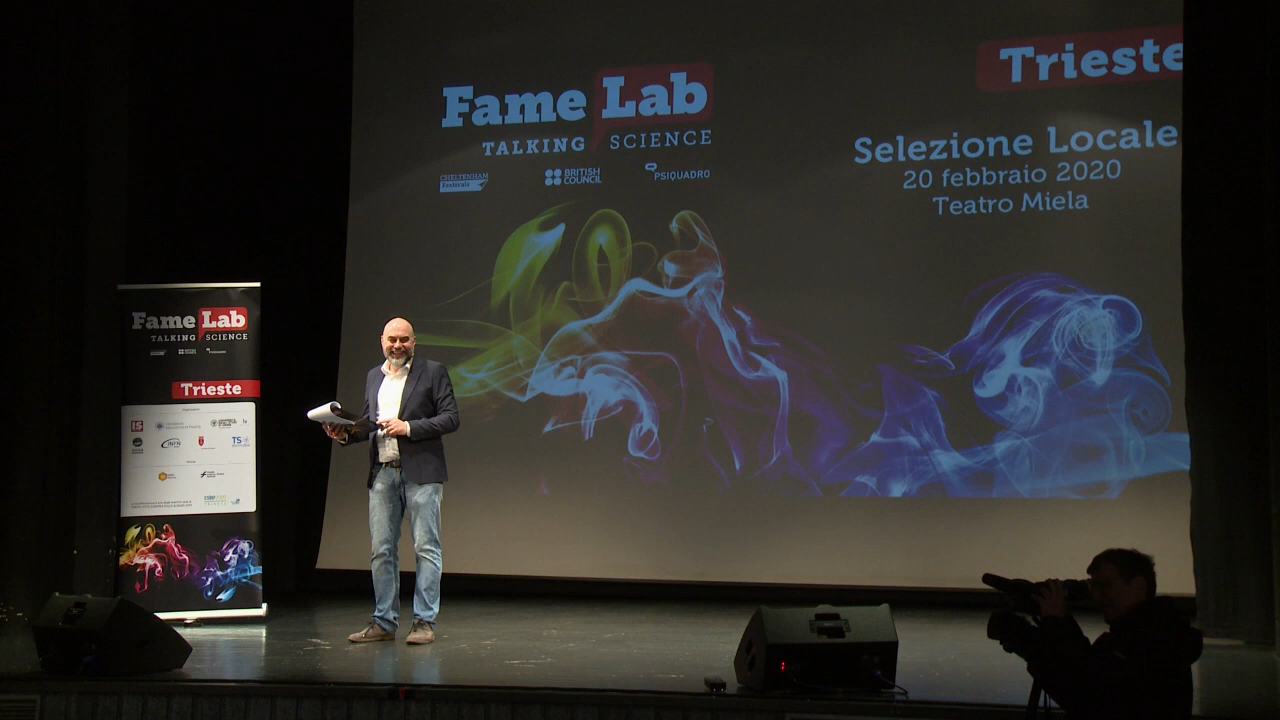 Fame Lab
TALKING SCIENCE
CHELTENHAM
Festivals
BRITISH
COUNCIL
PSIQUADRO
Trieste
Selezione Locale
20 febbraio 2020
Teatro Miela
Fame Lab
TALKING SCIENCE
Trieste
INFN
TS